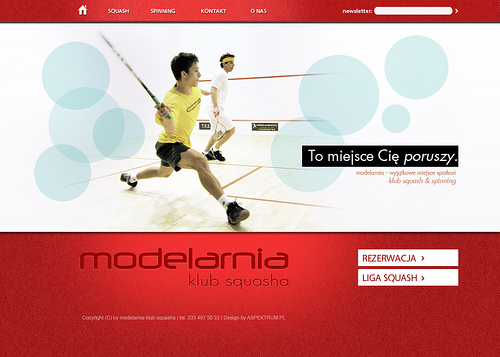 SQUASH SPINNING KONTAKT O NAS newsletter:
To miejsce Cię poruszy.
modelarnia - wyjątkowe miejsce spotkań
klub squash & spinning
modelarnia
klub squasha
REZERWACJA ›
LIGA SQUASH ›
Copyright (C) by modelarnia klub squasha | tel. 033 497 50 33 | Design by ASPEKTRUM.PL